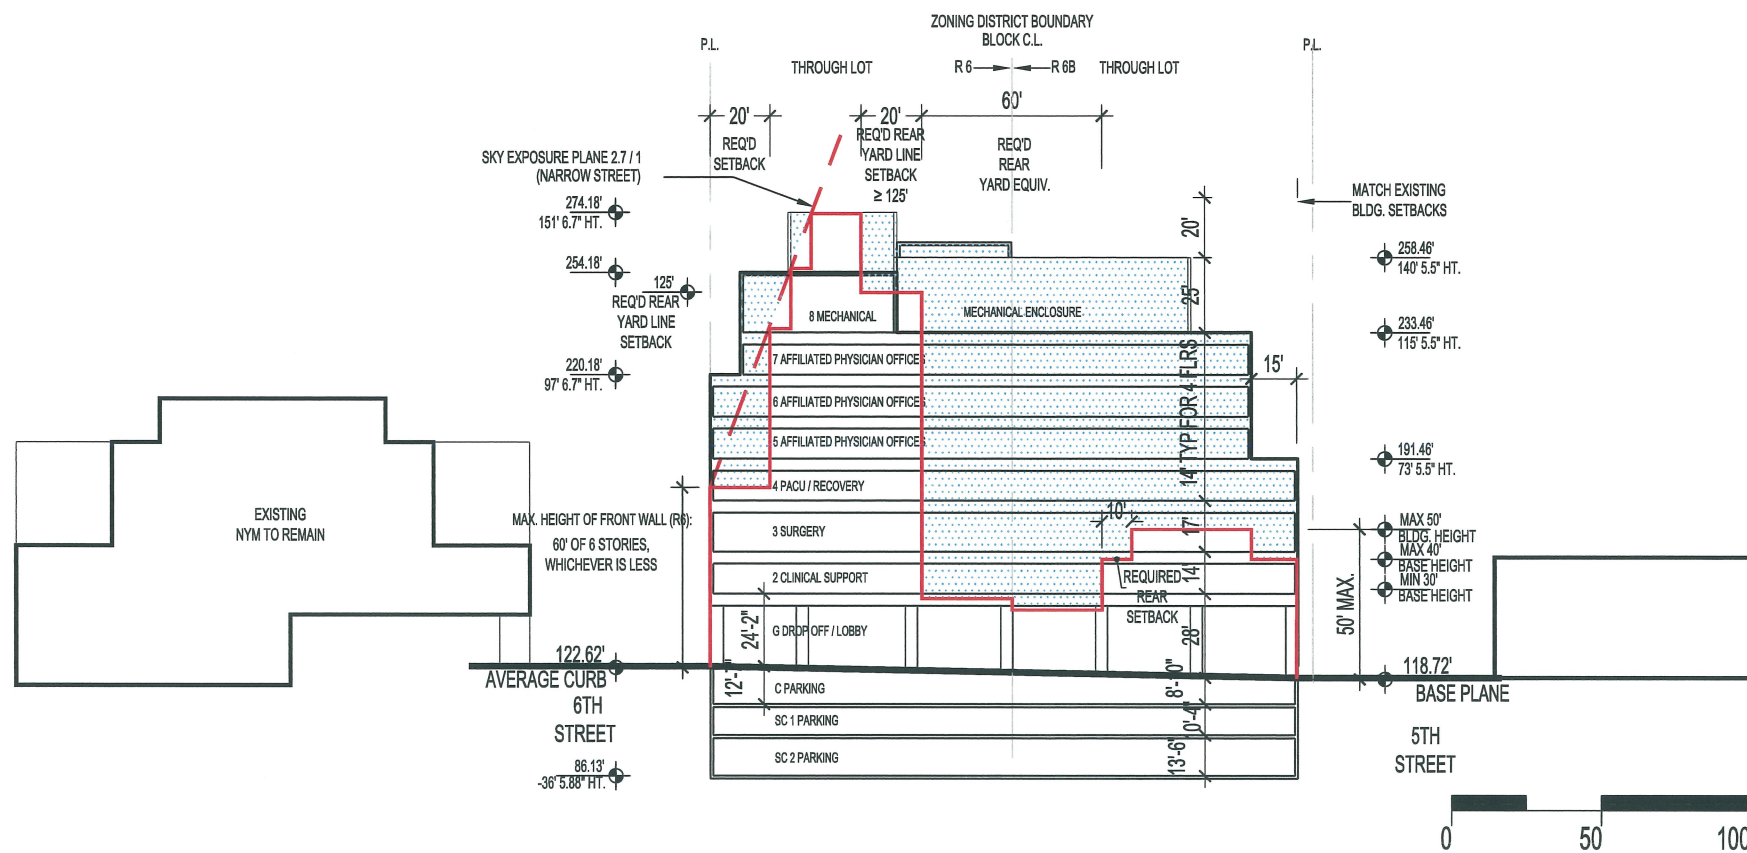 ZONING DISTRICT BOUNDARY
BLOCK C.L.
P.L.
P.L.
THROUGH LOT
R 6
R 6B
THROUGH LOT
20'
20'
60'
REQ'D
SETBACK
REQ'D REAR
YARD LINE
SETBACK
≥ 125'
REQ'D
REAR
YARD EQUIV.
SKY EXPOSURE PLANE 2.7 / 1
(NARROW STREET)
MATCH EXISTING
BLDG. SETBACKS
274.18'
151' 6.7" HT.
254.18'
125'
REQ'D REAR
YARD LINE
SETBACK
220.18'
97' 6.7" HT.
20'
25'
14' TYP FOR 4 FLRS
15'
258.46'
140' 5.5" HT.
233.46'
115' 5.5" HT.
191.46'
73' 5.5" HT.
8 MECHANICAL
MECHANICAL ENCLOSURE
7 AFFILIATED PHYSICIAN OFFICES
6 AFFILIATED PHYSICIAN OFFICES
5 AFFILIATED PHYSICIAN OFFICES
4 PACU / RECOVERY
3 SURGERY
2 CLINICAL SUPPORT
G DROP OFF / LOBBY
C PARKING
SC 1 PARKING
SC 2 PARKING
EXISTING
NYM TO REMAIN
MAX. HEIGHT OF FRONT WALL (R6):
60' OF 6 STORIES,
WHICHEVER IS LESS
10'
17'
14'
28'
REQUIRED
REAR
SETBACK
50' MAX.
MAX 50'
BLDG. HEIGHT
MAX 40'
BASE HEIGHT
MIN 30'
BASE HEIGHT
24'-2"
13'-6"
122.62'
AVERAGE CURB
6TH
STREET
86.13'
-36' 5.88" HT.
118.72'
BASE PLANE
5TH
STREET
0
50
100